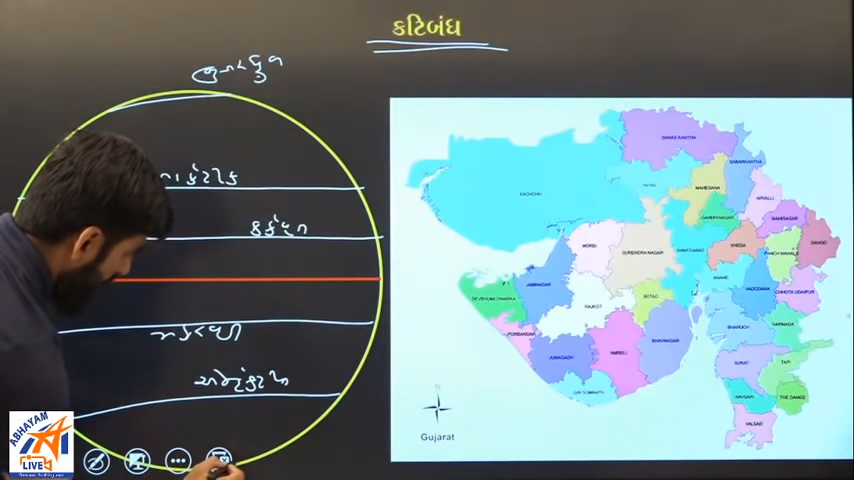 કટિબંધ
ઉત્તરધ્રુવ
કર્કવૃત
મકરવૃત
એન્ટાર્કટિક
BANAS KANTHA
SABARKANTHA
PATAN
MAHESANA
KACHCHH
ARVALLI
GANDHINAGAR
MAHISAGAR
MORBI
SURENDRA NAGAR
AHMEDABAD
KHEDA
PANCH MAHALS
DAHOD
ANAND
JAMNAGAR
DEVBHUMI DWARKA
RAJKOT
BOTAD
VADODARA
CHHOTA UDAIPUR
PORBANDAR
BHARUCH
NARMADA
BHAVNAGAR
JUNAGADH
AMRELI
SURAT
TAPI
GIR SOMNATH
NAVSARI
THE DANGS
VALSAD
N
Gujarat
ABHAYAM
LIVE